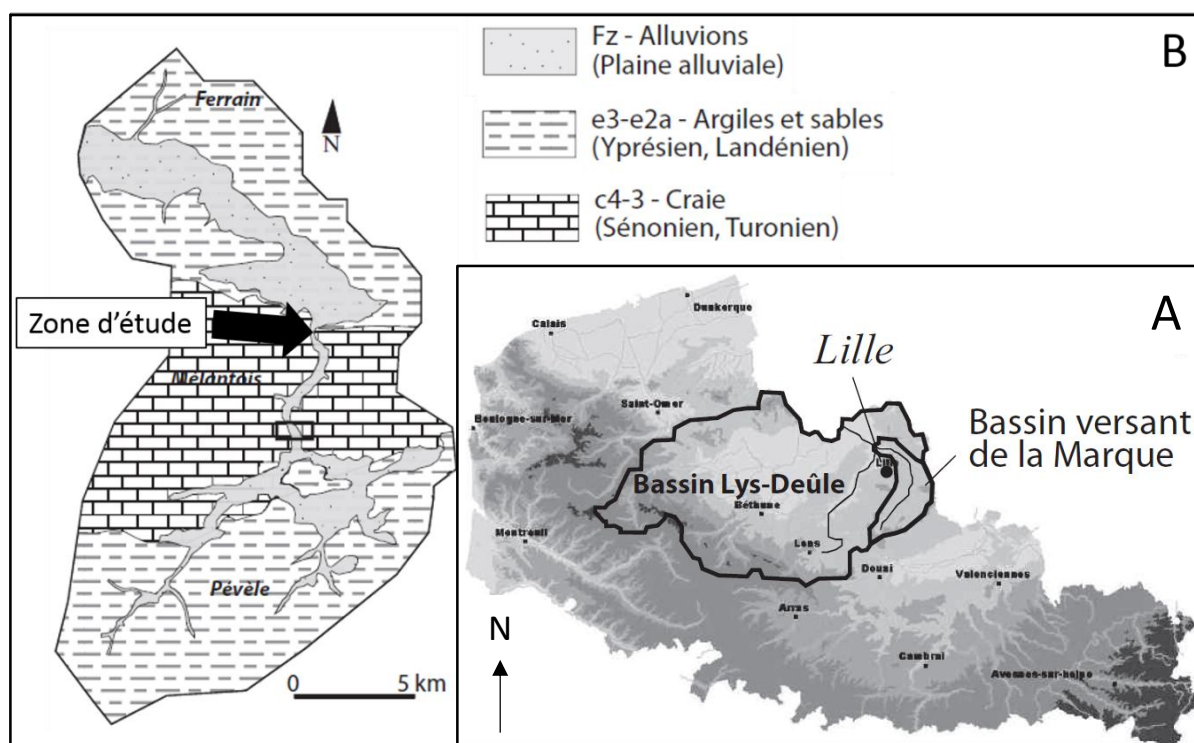 B
Fz - Alluvions
(Plaine alluviale)
e3-e2a - Argiles et sables
(Yprésien, Landénien)
c4-3 - Craie
(Sénonien, Turonien)
Ferrain
N
Zone d'étude
Mélantois
Pévèle
0 5 km
A
Dunkerque
Calais
Lille
Saint-Omer
Boulogne-sur-Mer
Bassin versant
de la Marque
Lille
Bassin Lys-Deûle
Béthune
Montreuil
Lens
Douai
Valenciennes
Arras
N
Cambrai
Avesnes-sur-helpe